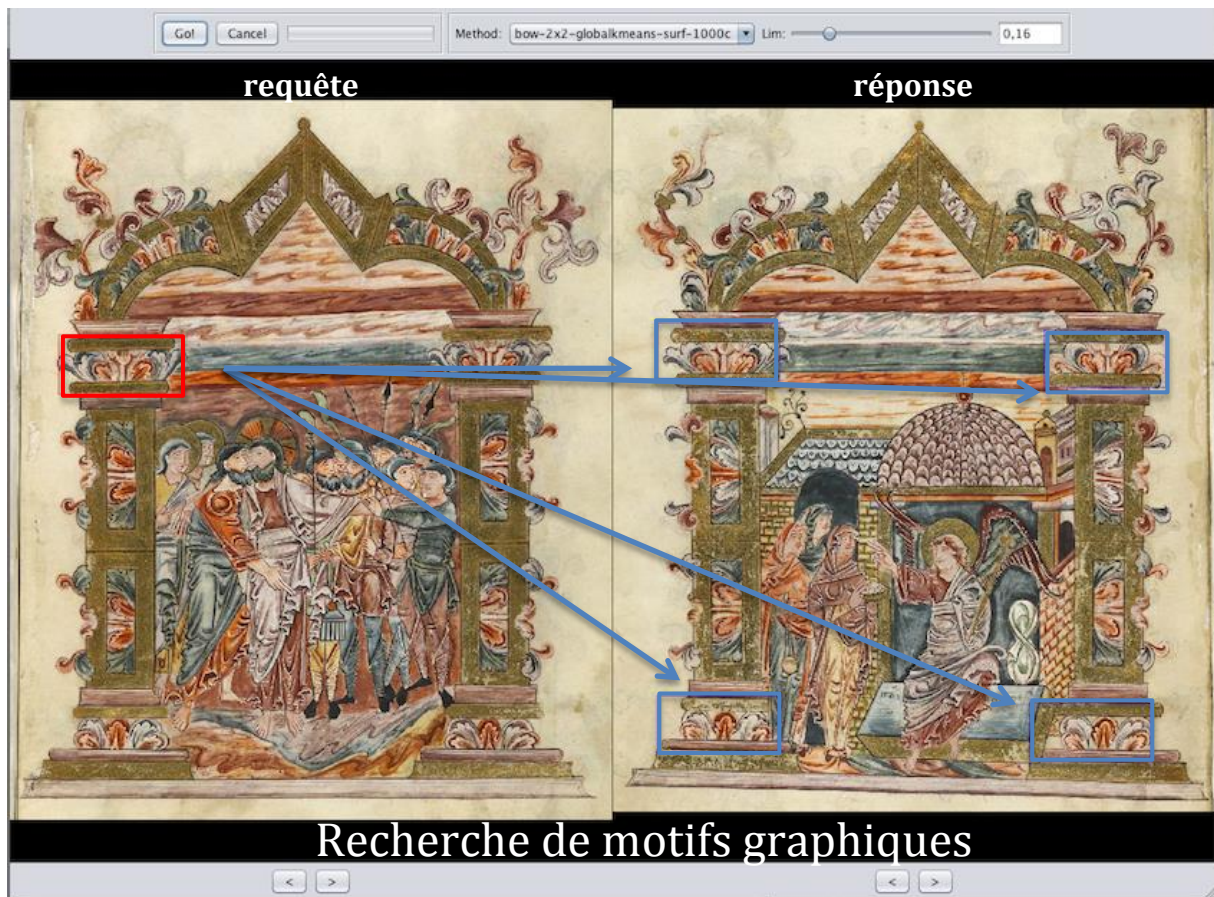 Go! Cancel Method: bow-2x2-globalkmeans-surf-1000c Lim: 0,16
requête réponse
Recherche de motifs graphiques
< > < >